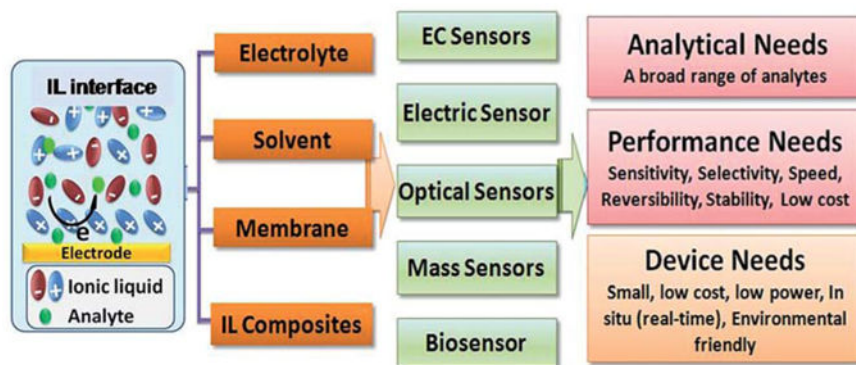 IL interface
e
Electrode
Ionic liquid
Analyte
Electrolyte
Solvent
Membrane
IL Composites
EC Sensors
Electric Sensor
Optical Sensors
Mass Sensors
Biosensor
Analytical Needs
A broad range of analytes
Performance Needs
Sensitivity, Selectivity, Speed,
Reversibility, Stability, Low cost
Device Needs
Small, low cost, low power, In
situ (real-time), Environmental
friendly